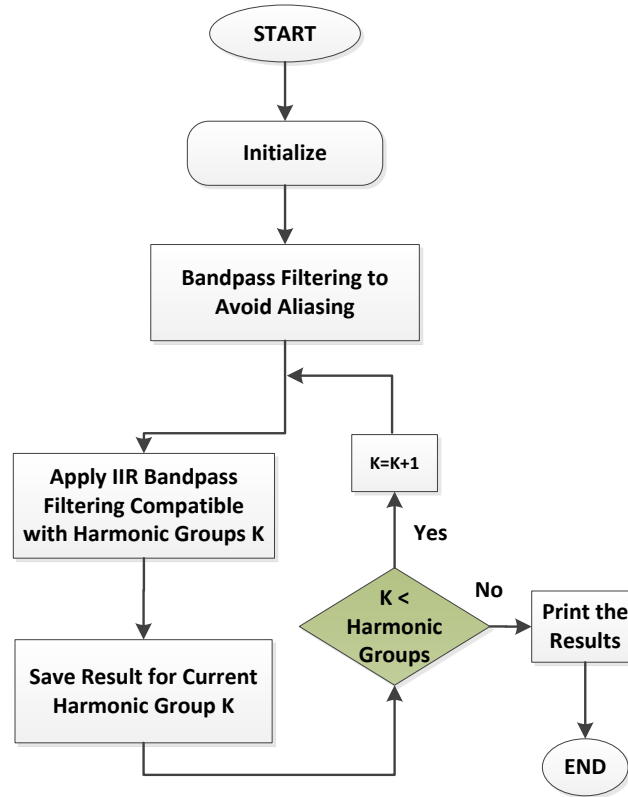 START
Initialize
Bandpass Filtering to
Avoid Aliasing
Apply IIR Bandpass
Filtering Compatible
with Harmonic Groups K
Save Result for Current
Harmonic Group K
K <
Harmonic
Groups
Yes
K=K+1
No
Print the
Results
END